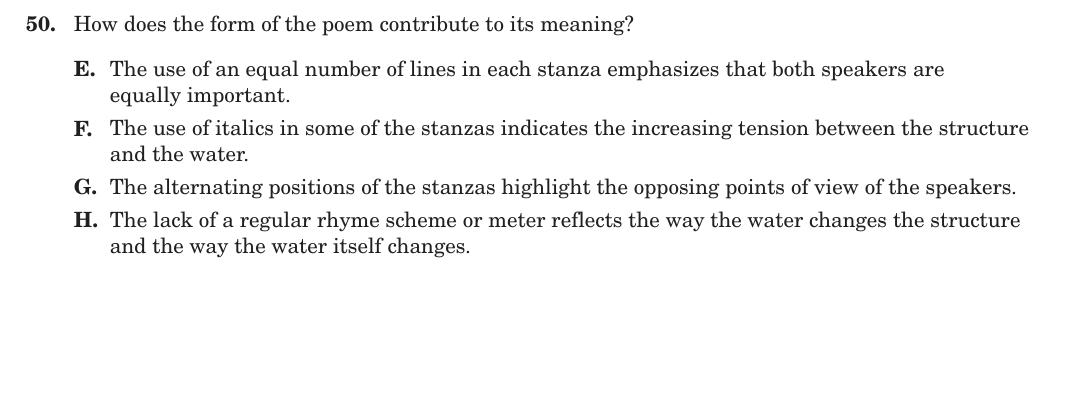 50. How does the form of the poem contribute to its meaning?
E. The use of an equal number of lines in each stanza emphasizes that both speakers are
equally important.
F. The use of italics in some of the stanzas indicates the increasing tension between the structure
and the water.
G. The alternating positions of the stanzas highlight the opposing points of view of the speakers.
H. The lack of a regular rhyme scheme or meter reflects the way the water changes the structure
and the way the water itself changes.